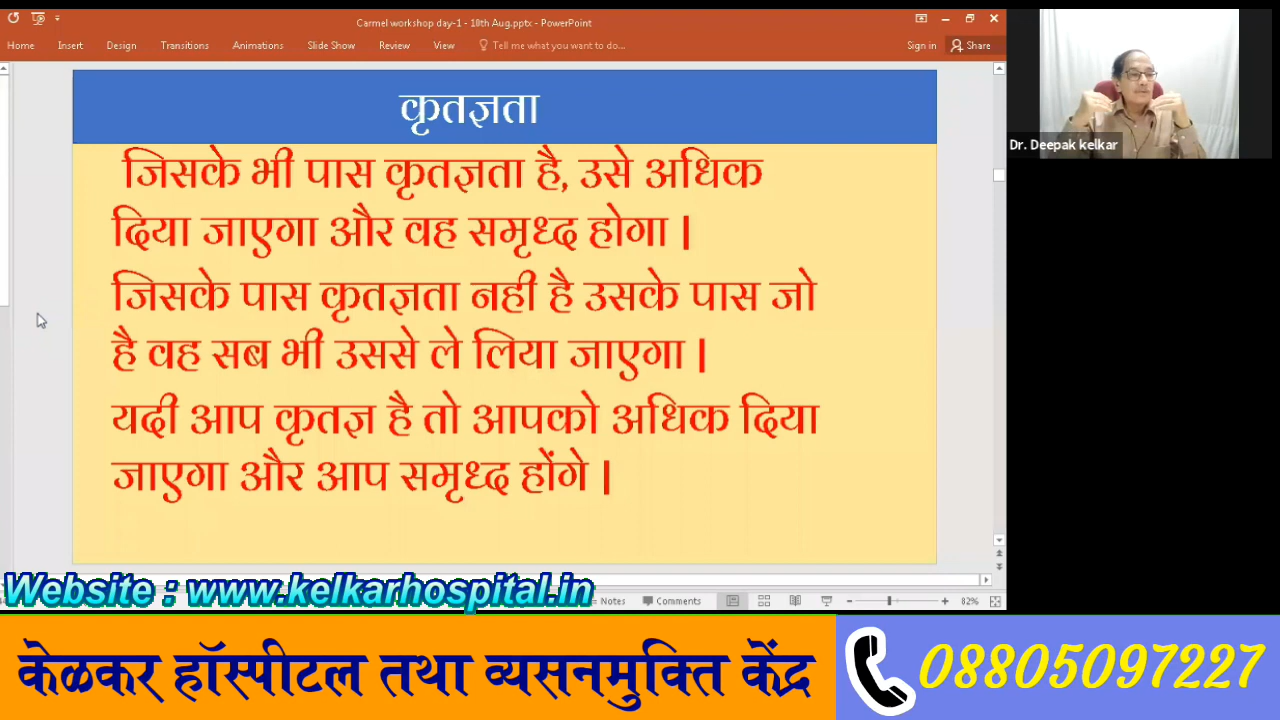 Carmel workshop day-1 - 10th Aug.pptx - PowerPoint
Home Insert Design Transitions Animations Slide Show Review View Tell me what you want to do... Sign in Share
कृतज्ञता
जिसके भी पास कृतज्ञता है, उसे अधिक
दिया जाएगा और वह समृध्द होगा |
जिसके पास कृतज्ञता नही है उसके पास जो
है वह सब भी उससे ले लिया जाएगा |
यदी आप कृतज्ञ है तो आपको अधिक दिया
जाएगा और आप समृध्द होंगे |
Dr. Deepak kelkar
Website : www.kelkarhospital.in
Notes Comments 82%
केळकर हॉस्पीटल तथा व्यसनमुक्ति केंद्र
08805097227